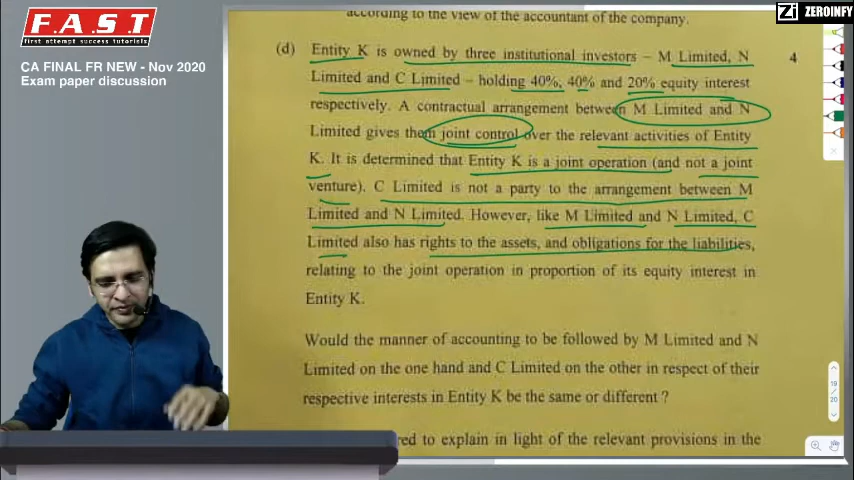 F.A.S.T
first attempt success tutorials
CA FINAL FR NEW - Nov 2020
Exam paper discussion
Zi ZEROINFY
according to the view of the accountant of the company.
(d) Entity K is owned by three institutional investors – M Limited, N 4
Limited and C Limited – holding 40%, 40% and 20% equity interest
respectively. A contractual arrangement between M Limited and N
Limited gives them joint control over the relevant activities of Entity
K. It is determined that Entity K is a joint operation (and not a joint
venture). C Limited is not a party to the arrangement between M
Limited and N Limited. However, like M Limited and N Limited, C
Limited also has rights to the assets, and obligations for the liabilities,
relating to the joint operation in proportion of its equity interest in
Entity K.
Would the manner of accounting to be followed by M Limited and N
Limited on the one hand and C Limited on the other in respect of their
respective interests in Entity K be the same or different ?
red to explain in light of the relevant provisions in the
19
/
20